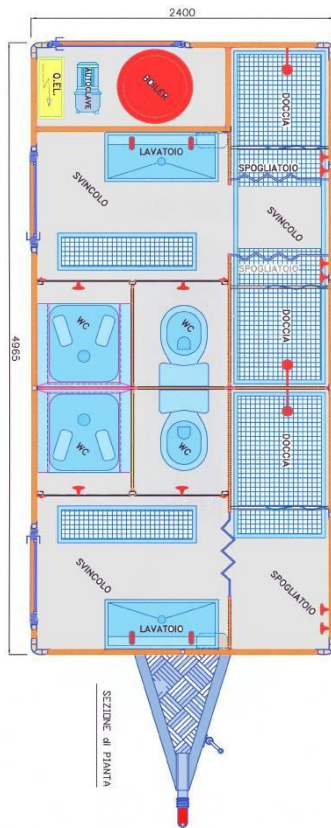 2400
4965
Q.EL.
AUTOCLAVE
BOILER
DOCCIA
LAVATOIO
SPOGLIATOIO
SVINCOLO
SVINCOLO
SPOGLIATOIO
WC
WC
DOCCIA
WC
WC
DOCCIA
SVINCOLO
SPOGLIATOIO
LAVATOIO
SEZIONE di PIANTA